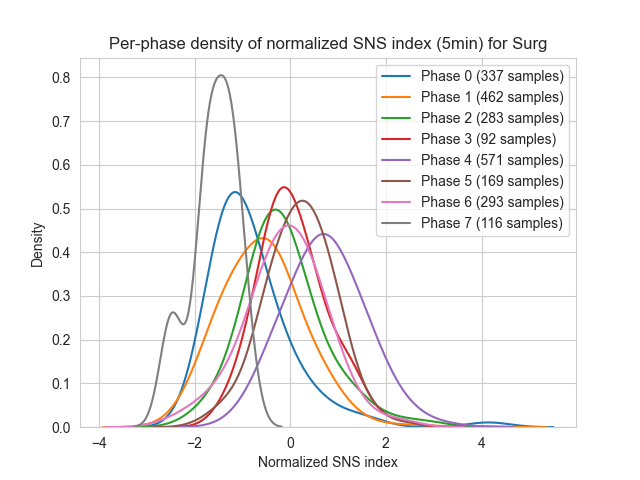 Per-phase density of normalized SNS index (5min) for Surg
Phase 0 (337 samples)
Phase 1 (462 samples)
Phase 2 (283 samples)
Phase 3 (92 samples)
Phase 4 (571 samples)
Phase 5 (169 samples)
Phase 6 (293 samples)
Phase 7 (116 samples)
Density
0.8
0.7
0.6
0.5
0.4
0.3
0.2
0.1
0.0
−4 −2 0 2 4
Normalized SNS index